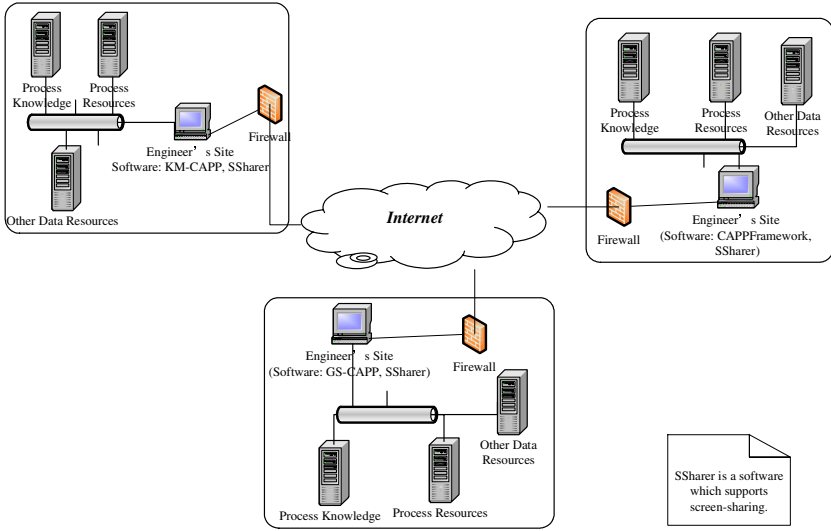 Process
Knowledge
Process
Resources
Firewall
Engineer’ s Site
Software: KM-CAPP, SSharer
Other Data Resources
Internet
Process
Knowledge
Process
Resources
Other Data
Resources
Firewall
Engineer’ s Site
(Software: CAPPFramework,
SSharer)
Engineer’ s Site
(Software: GS-CAPP, SSharer)
Firewall
Other Data
Resources
Process Knowledge
Process Resources
SSharer is a software
which supports
screen-sharing.